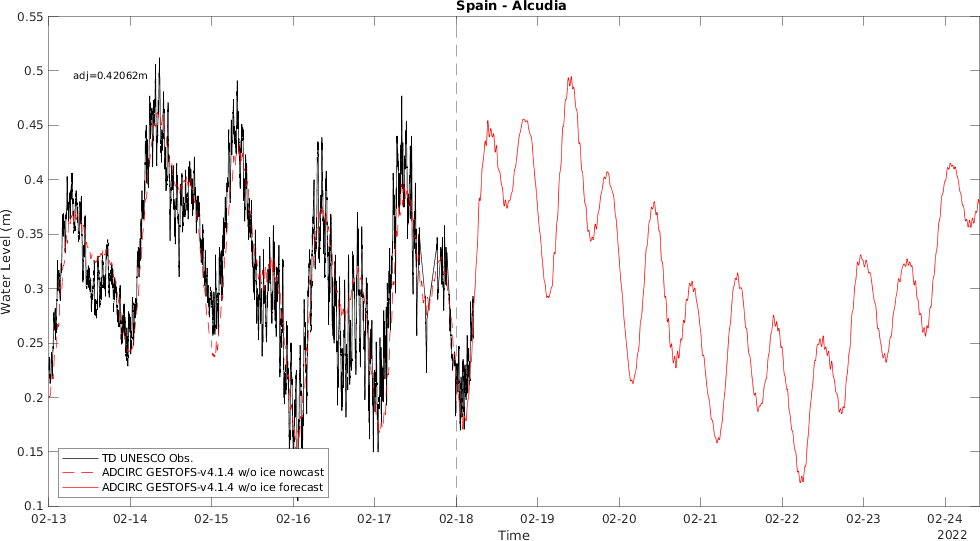 Spain - Alcudia
adj=0.42062m
Water Level (m)
0.55
0.5
0.45
0.4
0.35
0.3
0.25
0.2
0.15
0.1
TD UNESCO Obs.
ADCIRC GESTOFS-v4.1.4 w/o ice nowcast
ADCIRC GESTOFS-v4.1.4 w/o ice forecast
02-13 02-14 02-15 02-16 02-17 02-18 02-19 02-20 02-21 02-22 02-23 02-24
Time
2022